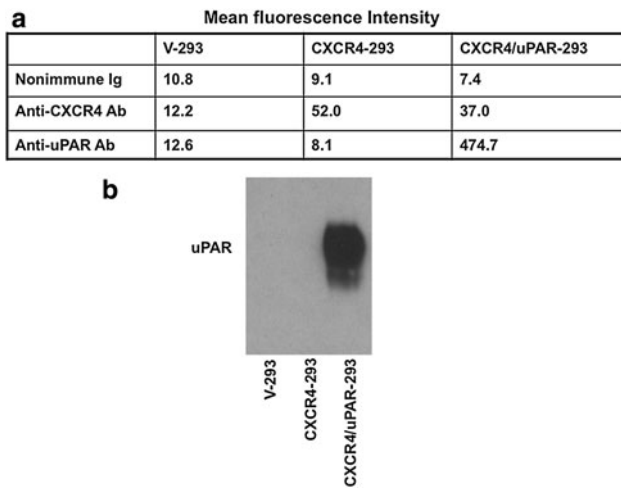 a
Mean fluorescence Intensity
V-293 CXCR4-293 CXCR4/uPAR-293
Nonimmune Ig 10.8 9.1 7.4
Anti-CXCR4 Ab 12.2 52.0 37.0
Anti-uPAR Ab 12.6 8.1 474.7
b
uPAR
V-293
CXCR4-293
CXCR4/uPAR-293